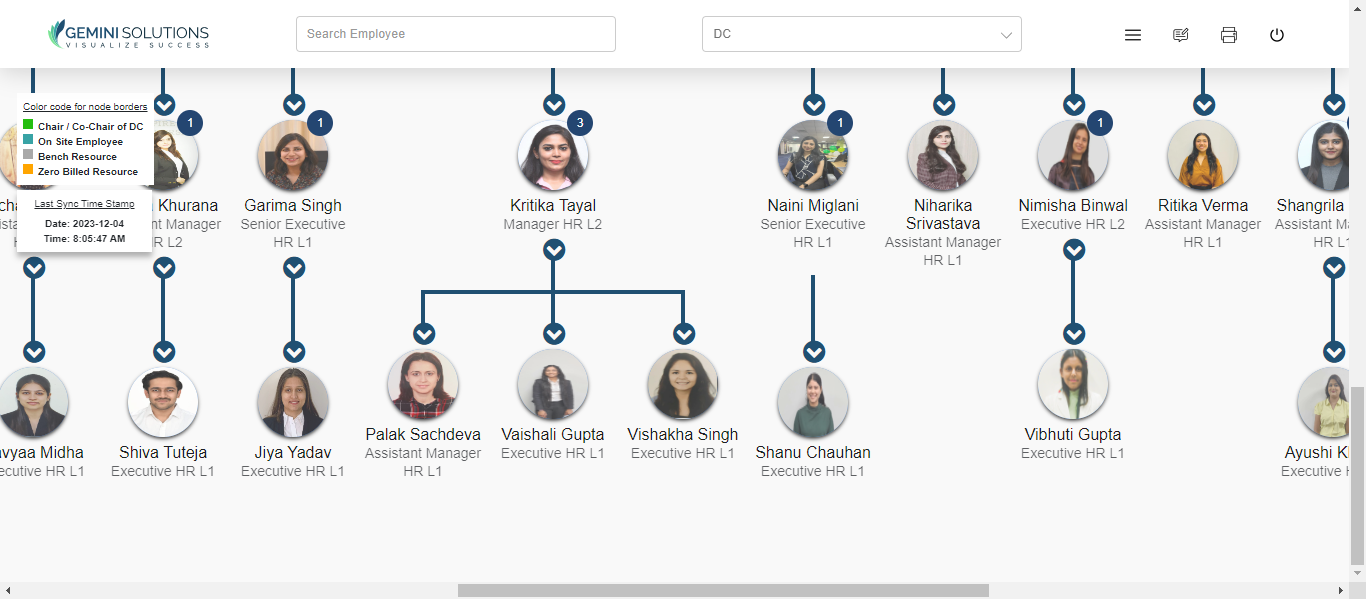 GEMINI SOLUTIONS
VISUALIZE SUCCESS
Search Employee
DC
Color code for node borders
Chair / Co-Chair of DC
On Site Employee
Bench Resource
Zero Billed Resource
Last Sync Time Stamp
Date: 2023-12-04
Time: 8:05:47 AM
1
Khurana
nt Manager
R L2
1
Garima Singh
Senior Executive
HR L1
3
Kritika Tayal
Manager HR L2
1
Naini Miglani
Senior Executive
HR L1
Niharika
Srivastava
Assistant Manager
HR L1
1
Nimisha Binwal
Executive HR L2
Ritika Verma
Assistant Manager
HR L1
Shangrila
Assistant M
HR L1
vyaa Midha
ecutive HR L1
Shiva Tuteja
Executive HR L1
Jiya Yadav
Executive HR L1
Palak Sachdeva
Assistant Manager
HR L1
Vaishali Gupta
Executive HR L1
Vishakha Singh
Executive HR L1
Shanu Chauhan
Executive HR L1
Vibhuti Gupta
Executive HR L1
Ayushi K
Executive H